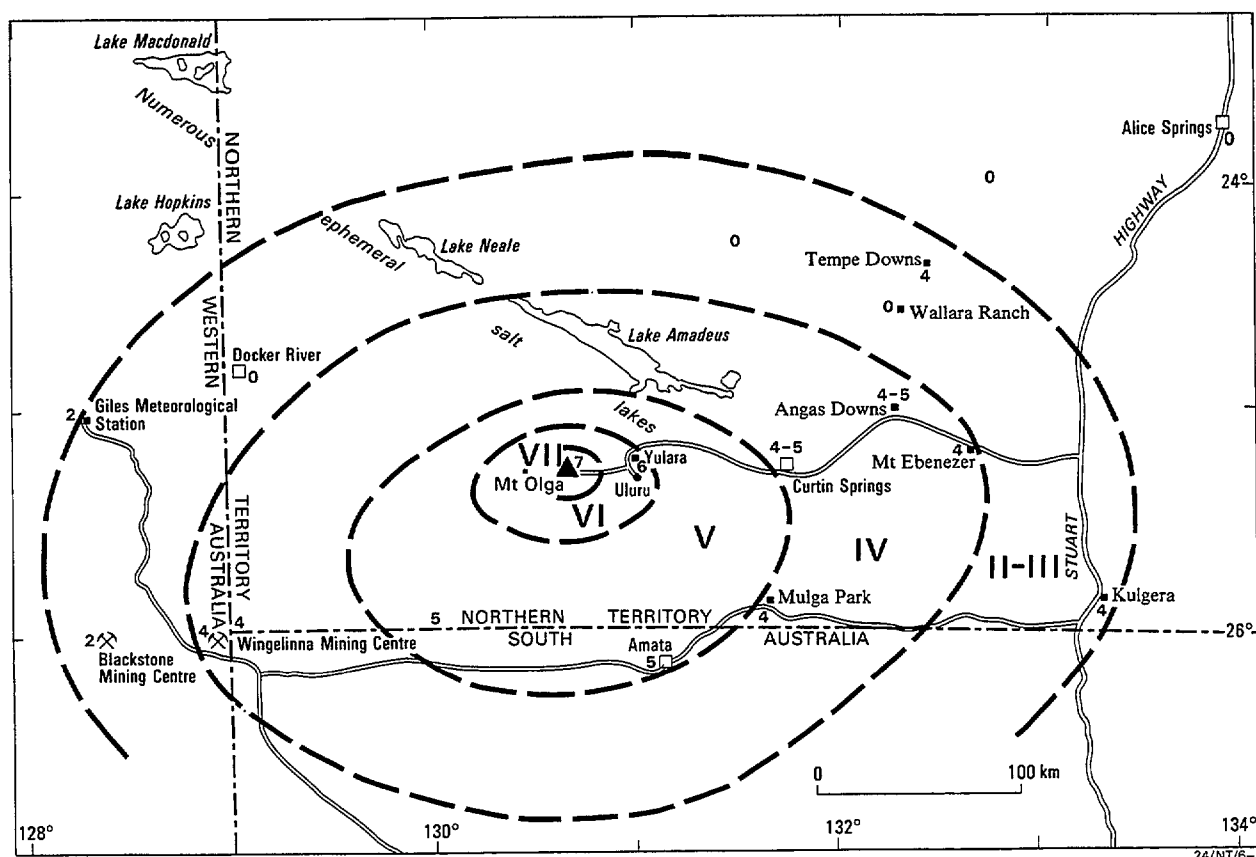 Lake Macdonald
Numerous
NORTHERN
Alice Springs
0
0
24°
HIGHWAY
Lake Hopkins
ephemeral
Lake Neale
0
Tempe Downs
4
WESTERN
salt
0
Wallara Ranch
Lake Amadeus
Docker River
0
2
Giles Meteorological
Station
lakes
4-5
Angas Downs
VII
7
Mt Olga
Yulara
6
Uluru
4-5
Curtin Springs
4
Mt Ebenezer
VI
V
IV
II-III
STUART
TERRITORY
AUSTRALIA
Mulga Park
4
Kulgera
4
5
NORTHERN TERRITORY
SOUTH AUSTRALIA
26°
4
4
Wingelinna Mining Centre
2
Blackstone
Mining Centre
Amata
5
0 100 km
128° 130° 132° 134°
24/NT/6-